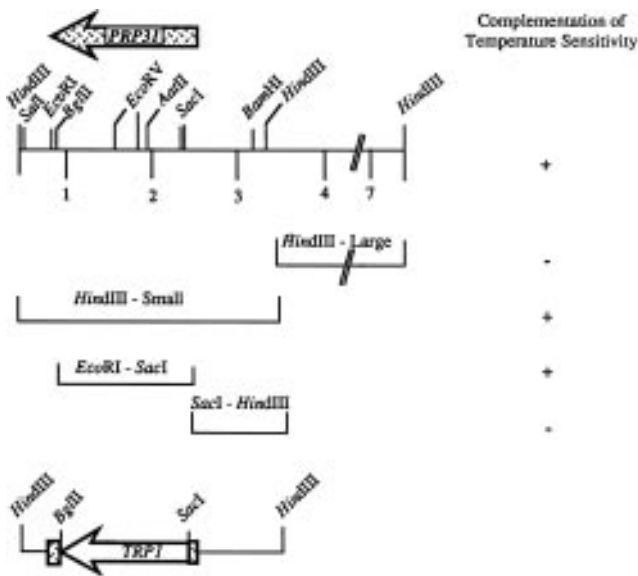 PRP31
Complementation of
Temperature Sensitivity
HindIII
SalI
EcoRI
BglII
EcoRV
AatII
SacI
BamHI
HindIII
HindIII
1
2
3
4
7
+
HindIII - Large
-
HindIII - Small
+
EcoRI - SacI
+
SacI - HindIII
-
HindIII
BglII
SacI
HindIII
TRP1